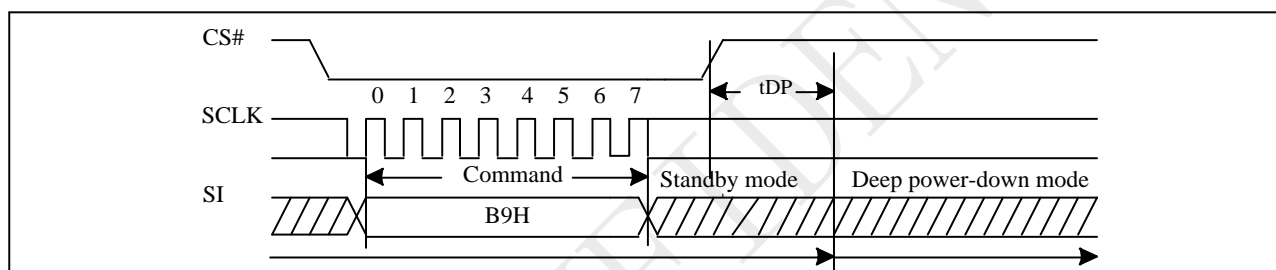 CS#
tDP
0 1 2 3 4 5 6 7
SCLK
Command
Standby mode
Deep power-down mode
SI
B9H